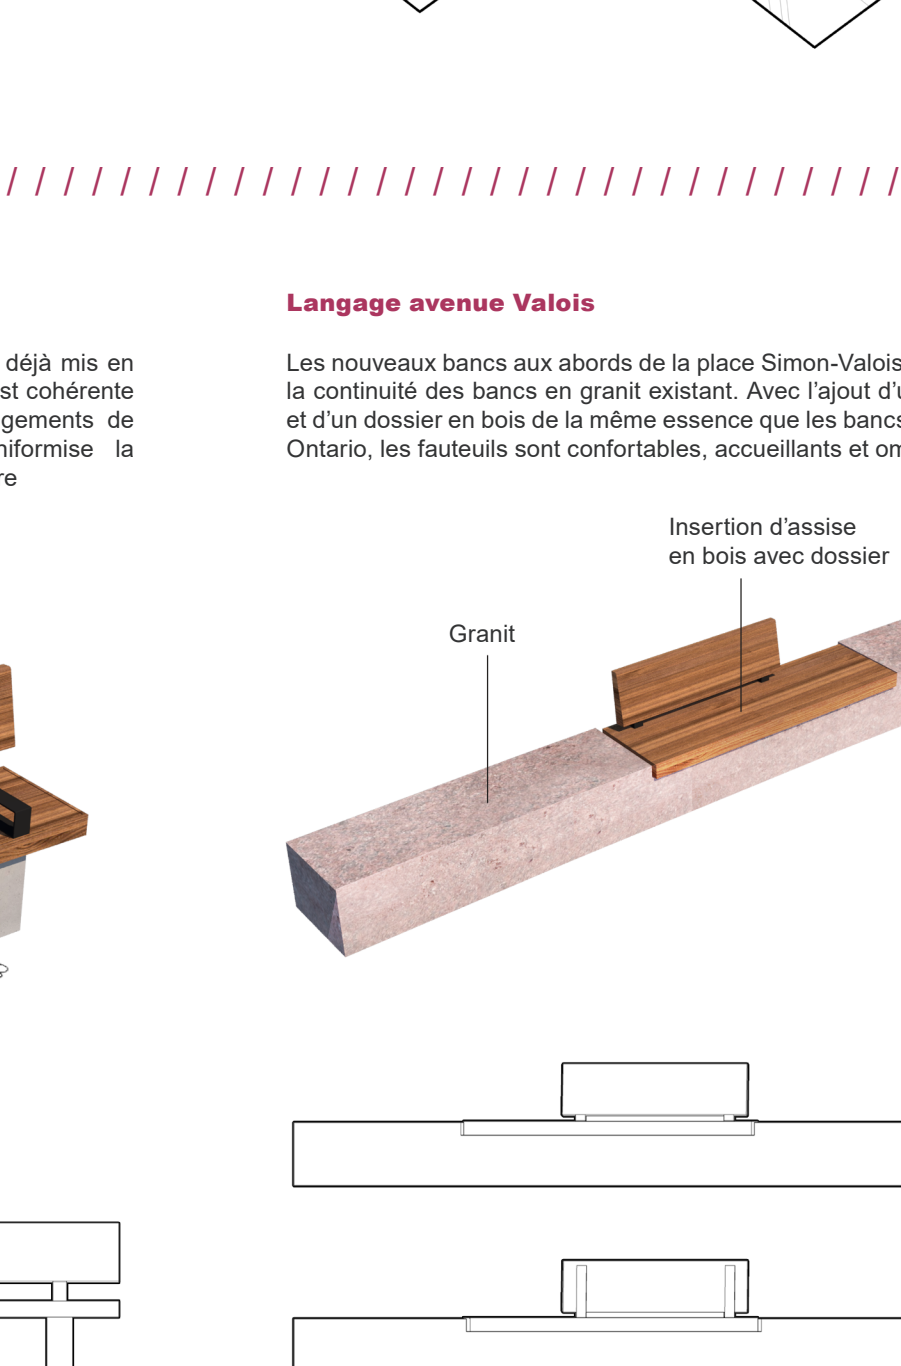 déjà mis en
st cohérente
gements de
niformise la
re
Langage avenue Valois
Les nouveaux bancs aux abords de la place Simon-Valois
la continuité des bancs en granit existant. Avec l’ajout d’u
et d’un dossier en bois de la même essence que les bancs
Ontario, les fauteuils sont confortables, accueillants et om
Insertion d’assise
en bois avec dossier
Granit